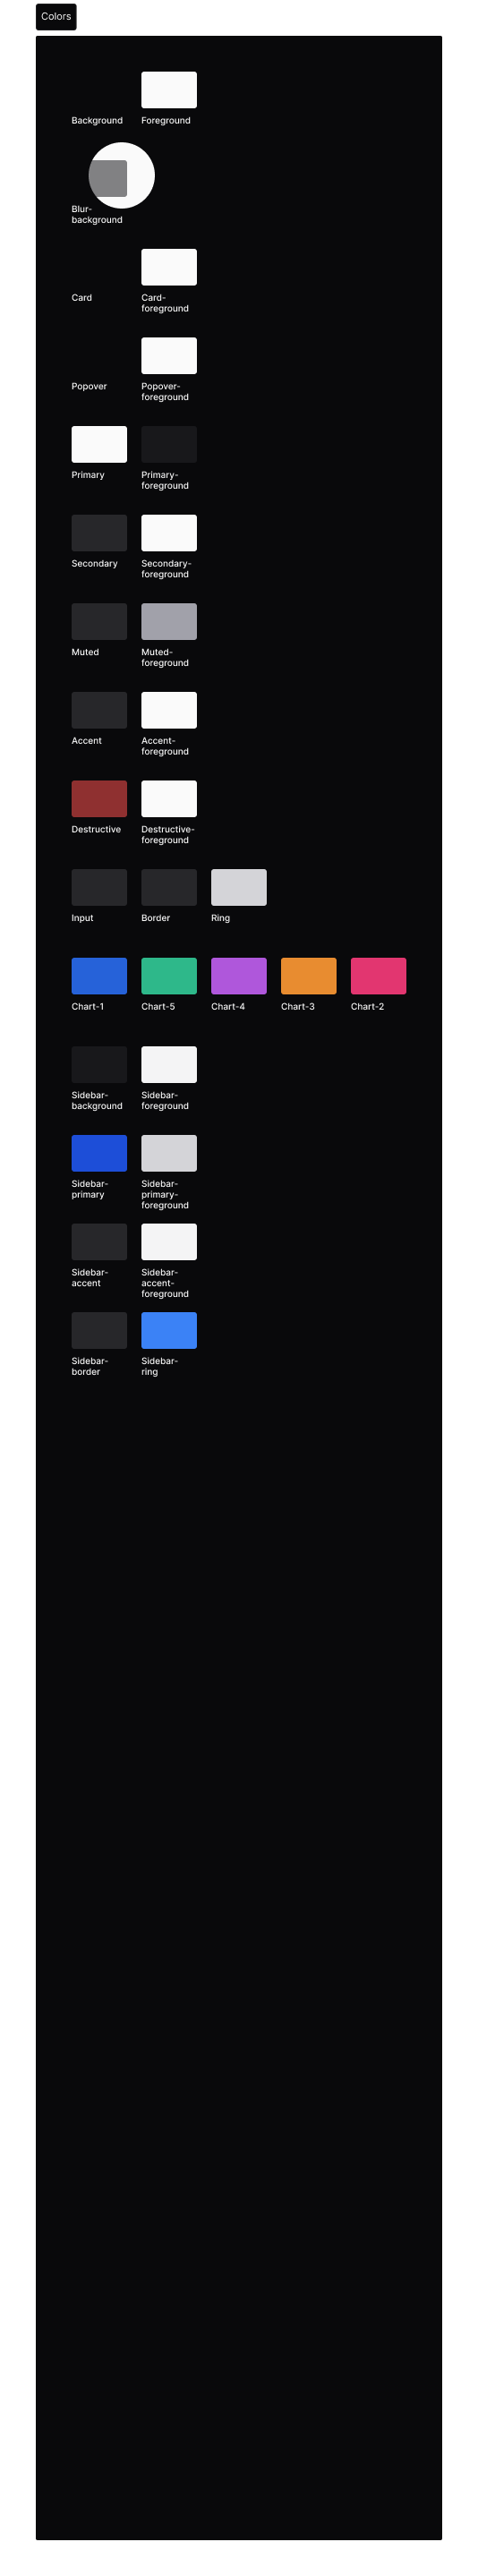 Colors
Background
Foreground
Blur-
background
Card
Card-
foreground
Popover
Popover-
foreground
Primary
Primary-
foreground
Secondary
Secondary-
foreground
Muted
Muted-
foreground
Accent
Accent-
foreground
Destructive
Destructive-
foreground
Input
Border
Ring
Chart-1
Chart-5
Chart-4
Chart-3
Chart-2
Sidebar-
background
Sidebar-
foreground
Sidebar-
primary
Sidebar-
primary-
foreground
Sidebar-
accent
Sidebar-
accent-
foreground
Sidebar-
border
Sidebar-
ring